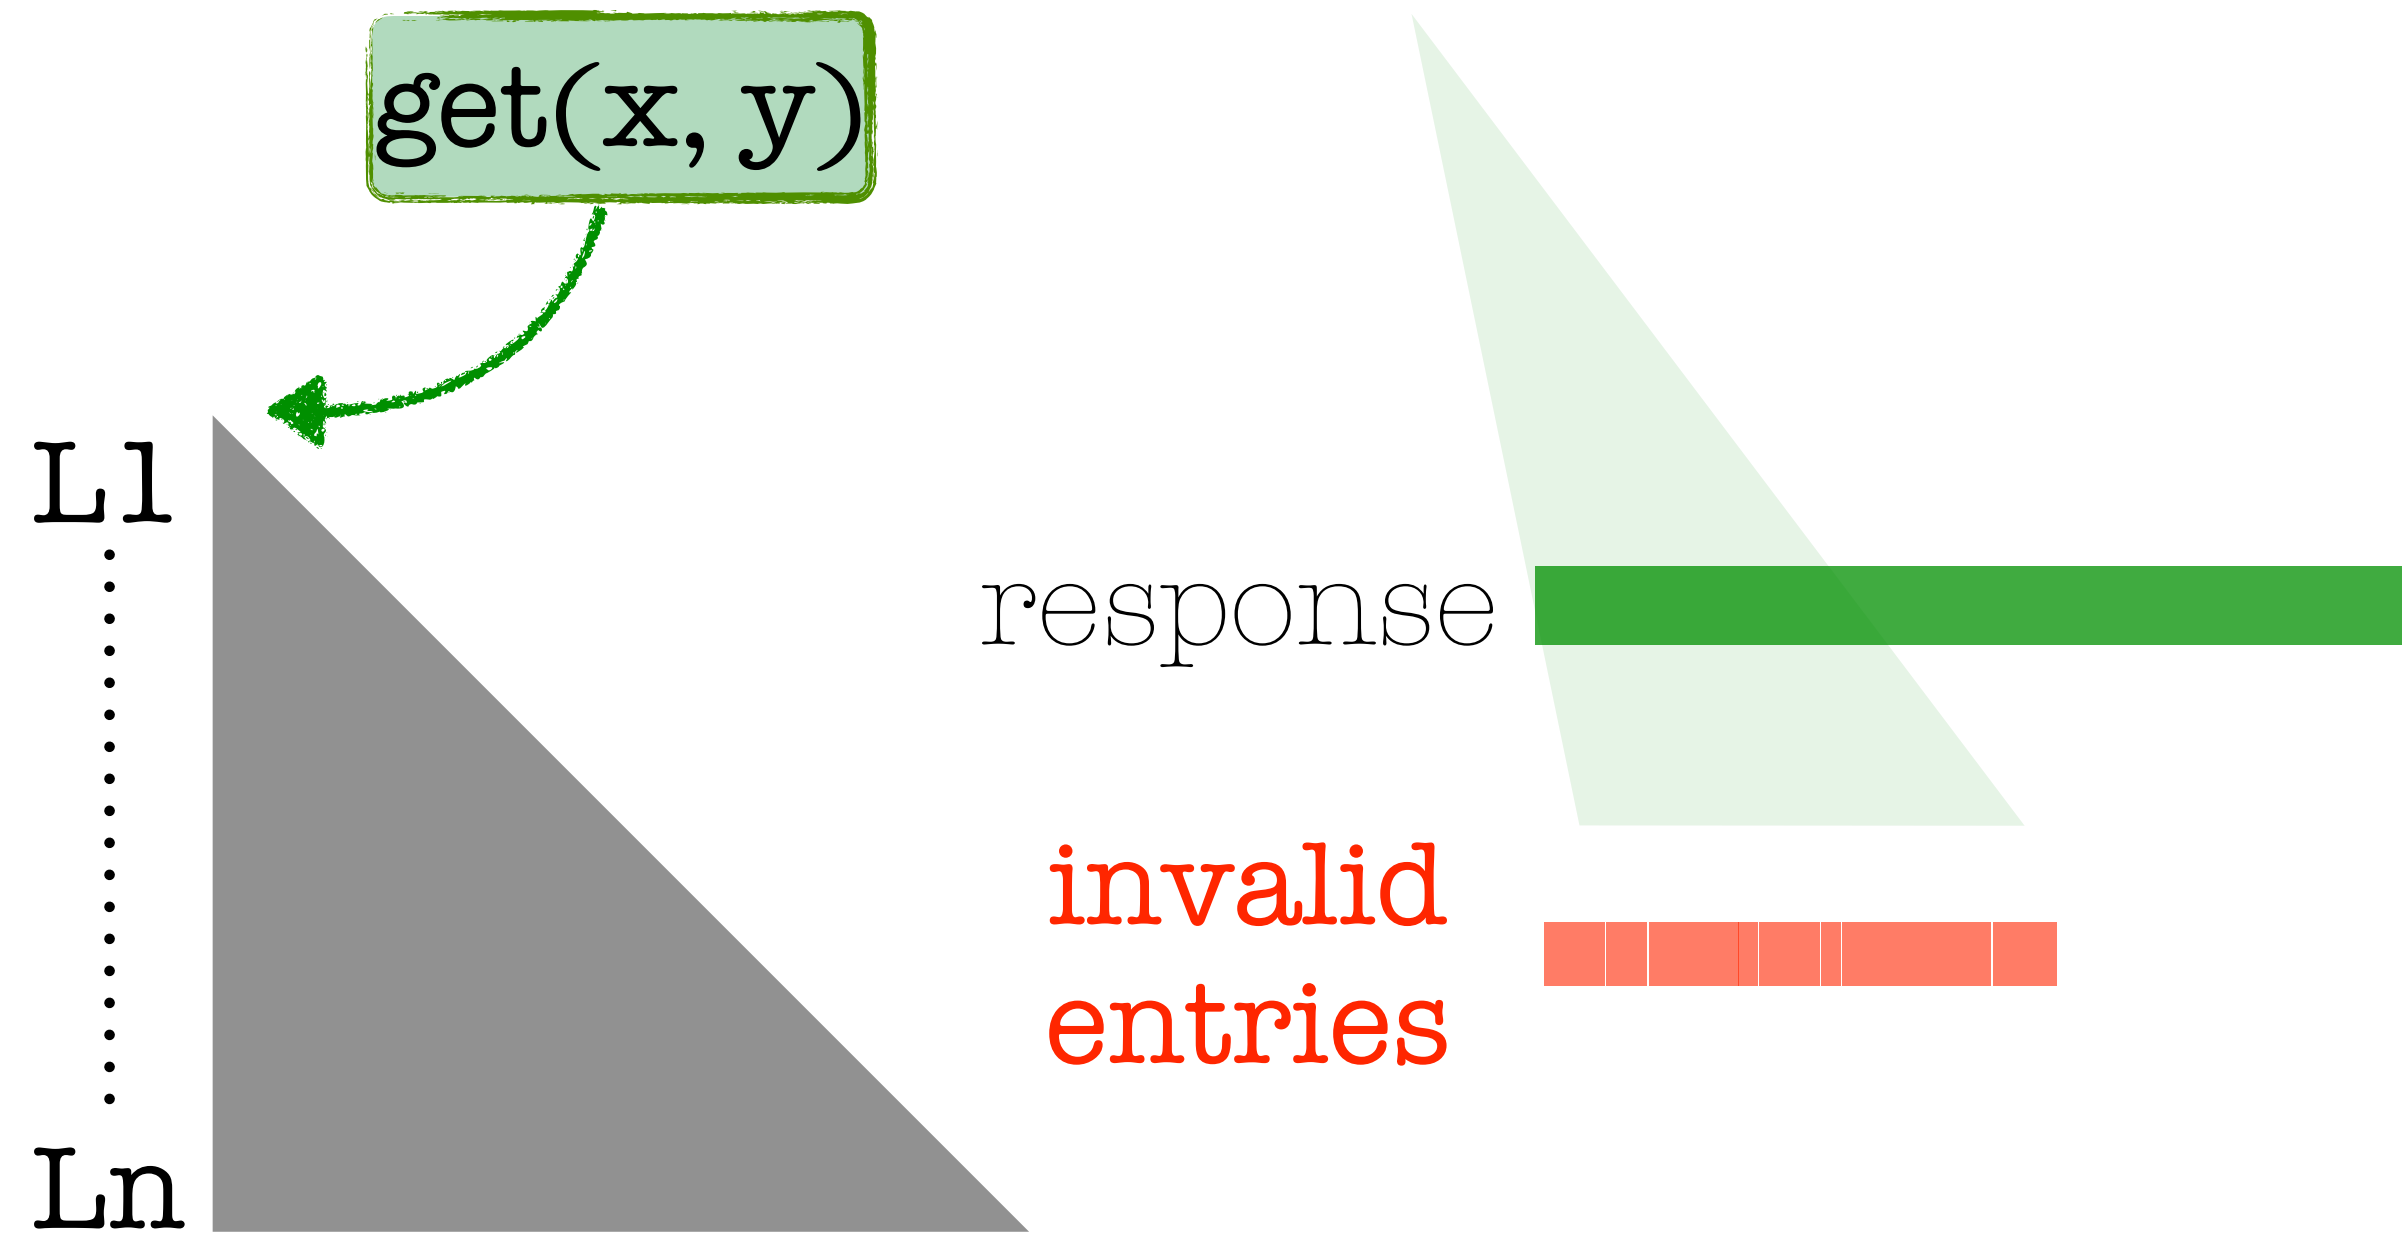 get(x, y)
L1
Ln
response
invalid
entries